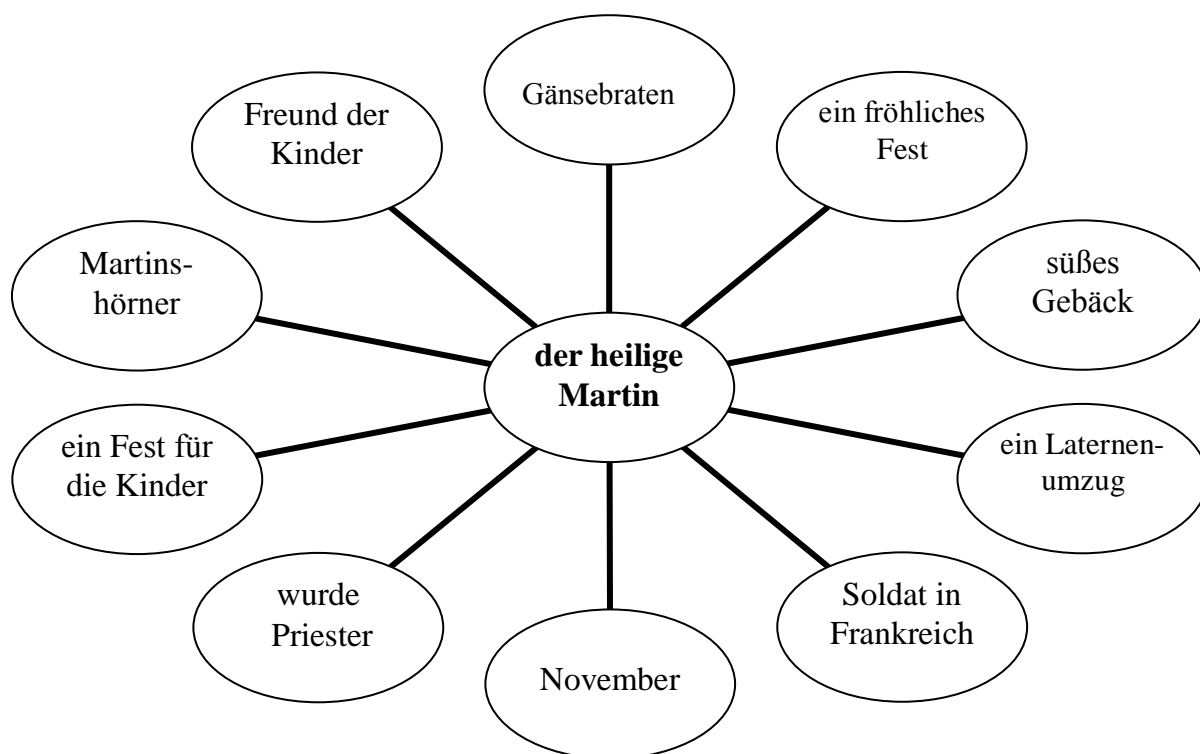 Gänsebraten
Freund der
Kinder
ein fröhliches
Fest
Martins-
hörner
süßes
Gebäck
der heilige
Martin
ein Fest für
die Kinder
ein Laternen-
umzug
wurde
Priester
Soldat in
Frankreich
November